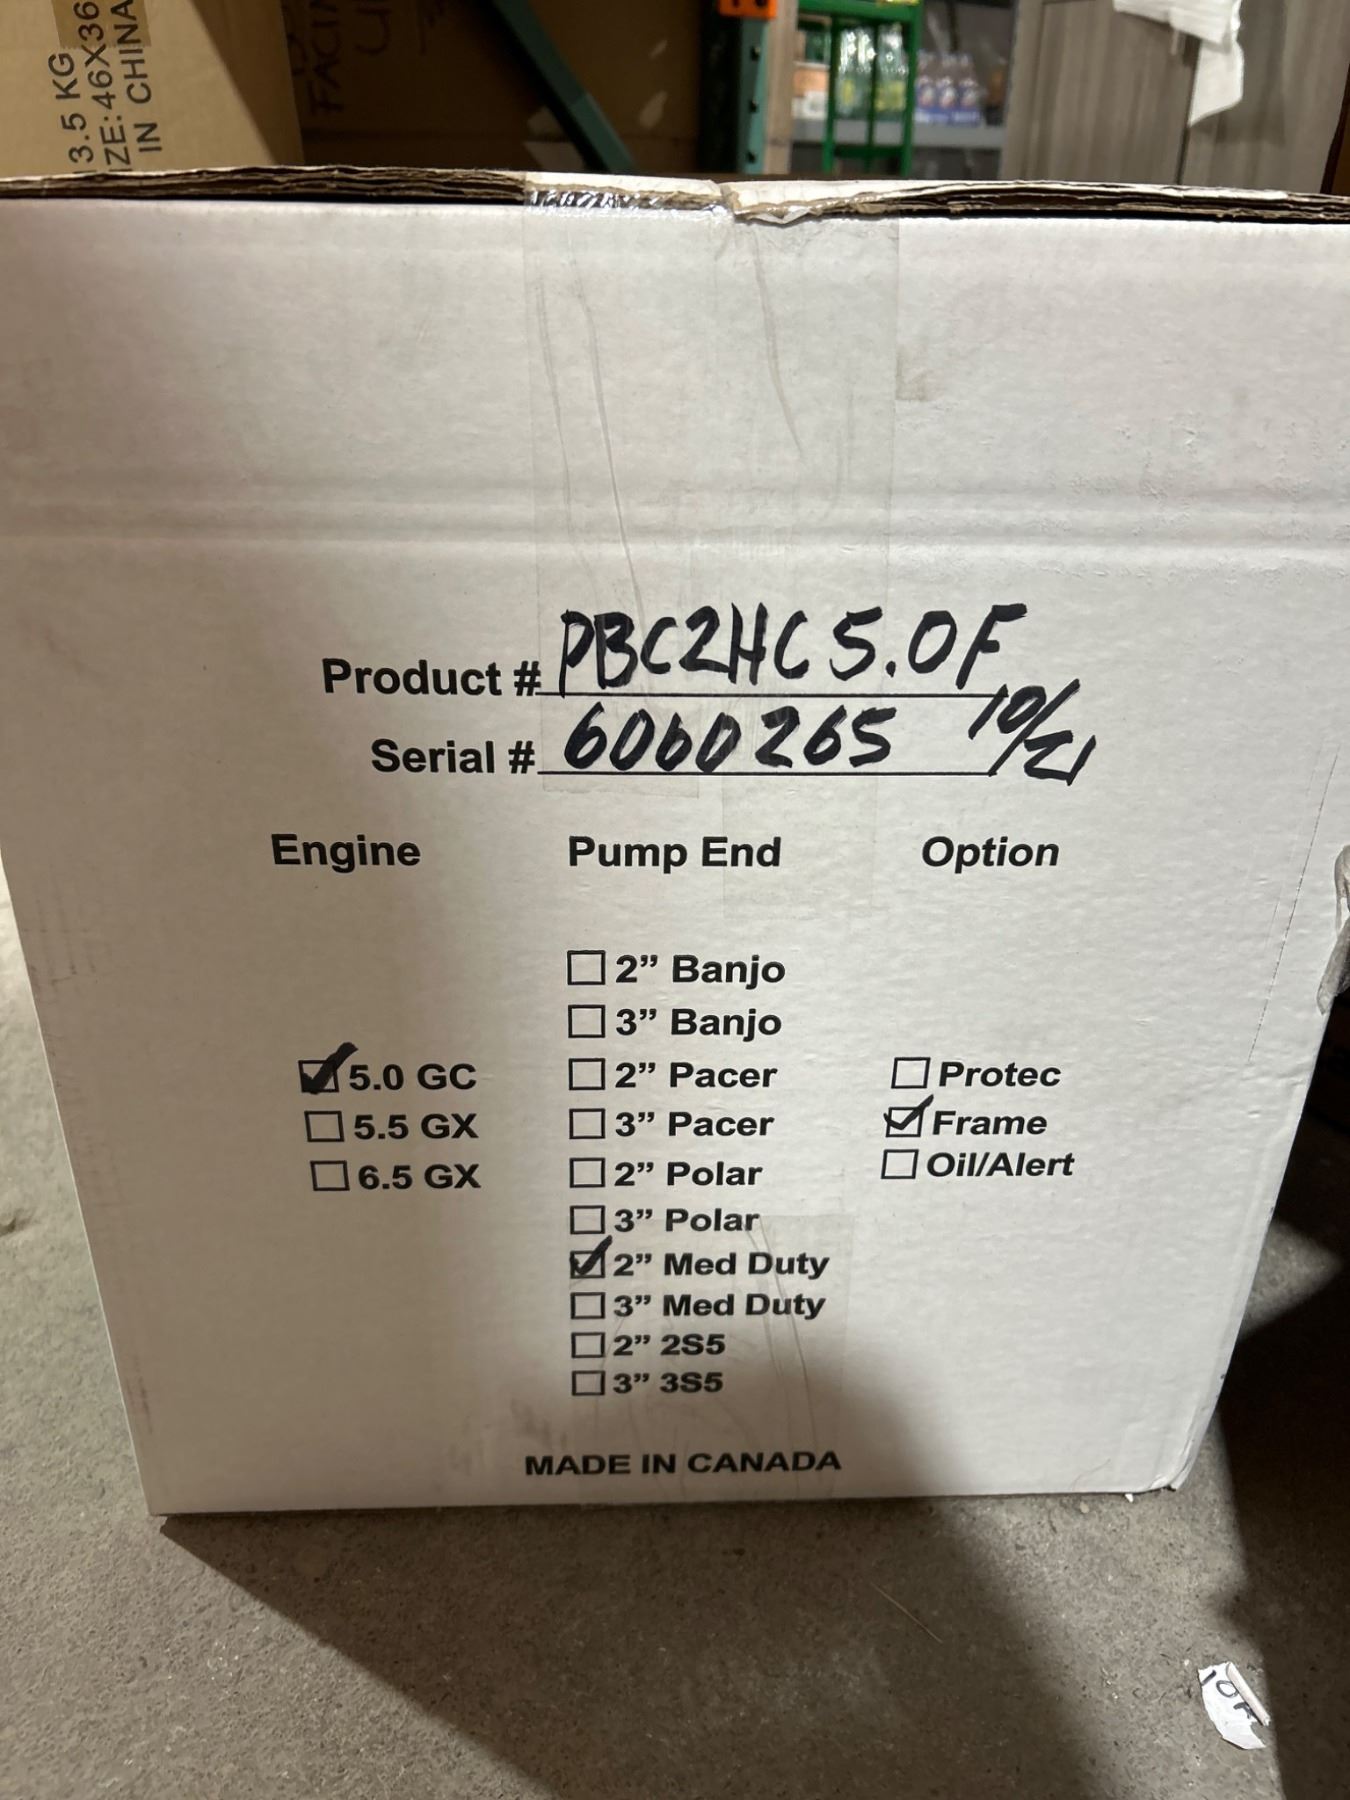 3.5 KG
ZE:46X36
IN CHINA
Product # PBC2HC5.0F
Serial # 6060265 10/21
Engine Pump End Option
☐ 2” Banjo
☐ 3” Banjo
☑ 5.0 GC ☐ 2” Pacer ☐ Protec
☐ 5.5 GX ☐ 3” Pacer ☑ Frame
☐ 6.5 GX ☐ 2” Polar ☐ Oil/Alert
☐ 3” Polar
☑ 2” Med Duty
☐ 3” Med Duty
☐ 2” 2S5
☐ 3” 3S5
MADE IN CANADA